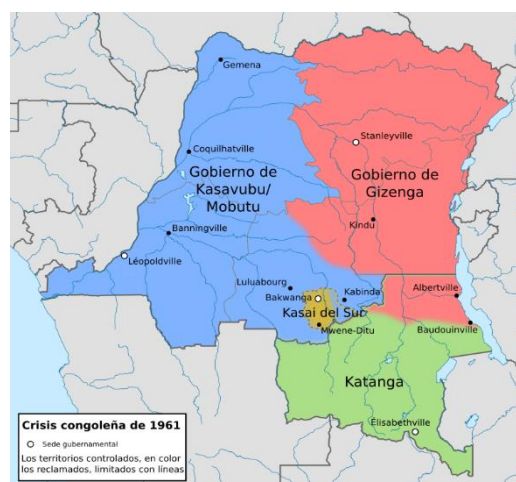 Gemena
Stanleyville
Coquilhatville
Gobierno de
Kasavubu/
Mobutu
Gobierno de
Gizenga
Kindu
Banningville
Léopoldville
Luluabourg
Kabinda
Albertville
Bakwanga
Kasai del Sur
Mwene-Ditu
Baudouinville
Katanga
Élisabethville
Crisis congoleña de 1961
Sede gubernamental
Los territorios controlados, en color
los reclamados, limitados con líneas